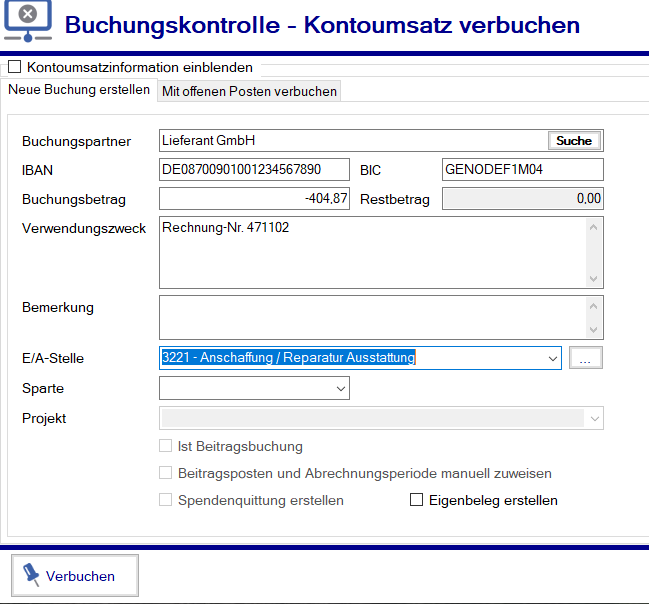 Buchungskontrolle - Kontoumsatz verbuchen
Kontoumsatzinformation einblenden
Neue Buchung erstellen Mit offenen Posten verbuchen
Buchungspartner Lieferant GmbH Suche
IBAN DE08700901001234567890 BIC GENODEF1M04
Buchungsbetrag -404,87 Restbetrag 0,00
Verwendungszweck Rechnung-Nr. 471102
Bemerkung
E/A-Stelle 3221 - Anschaffung / Reparatur Ausstattung ...
Sparte
Projekt
Ist Beitragsbuchung
Beitragsposten und Abrechnungsperiode manuell zuweisen
Spendenquittung erstellen Eigenbeleg erstellen
Verbuchen